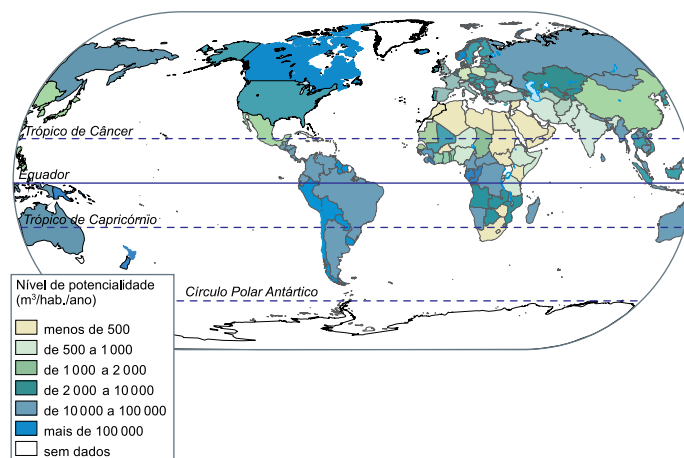 Trópico de Câncer
Equador
Trópico de Capricórnio
Círculo Polar Antártico
Nível de potencialidade
(m³/hab,/ano)
menos de 500
de 500 a 1 000
de 1 000 a 2 000
de 2 000 a 10 000
de 10 000 a 100 000
mais de 100 000
sem dados